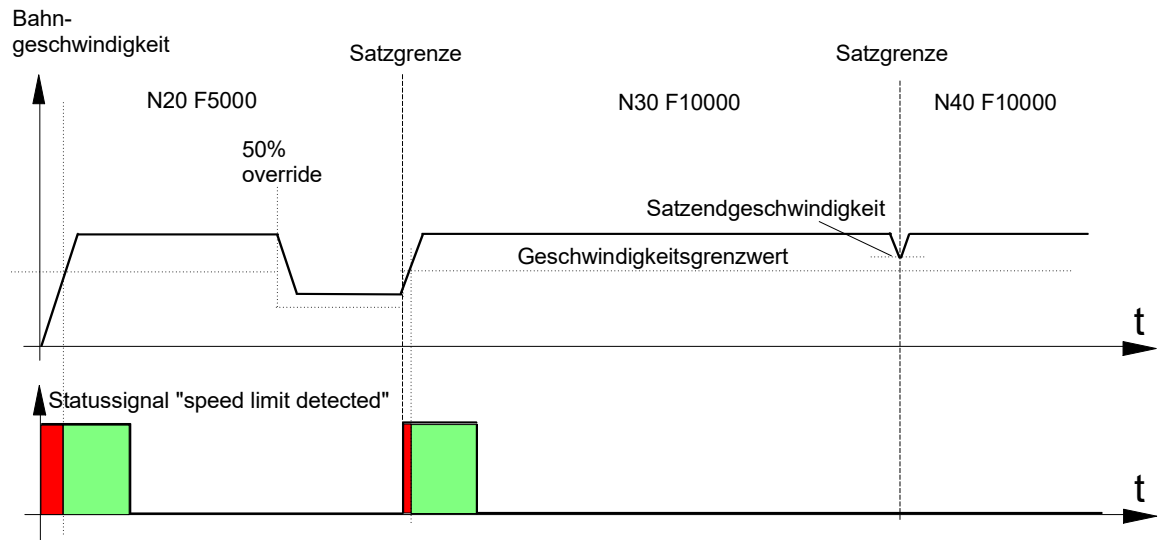 Bahn-
geschwindigkeit
Satzgrenze
Satzgrenze
N20 F5000
N30 F10000
N40 F10000
50%
override
Satzendgeschwindigkeit
Geschwindigkeitsgrenzwert
t
Statussignal "speed limit detected"
t